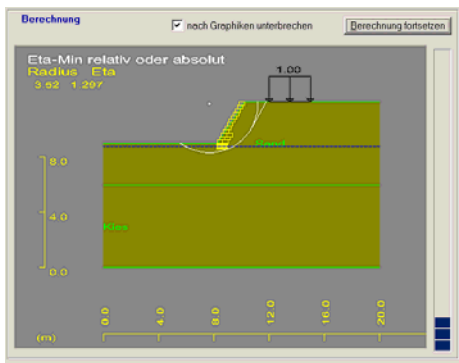 Berechnung
nach Graphiken unterbrechen
Berechnung fortsetzen
Eta-Min relativ oder absolut
Radius Eta
3.62 1.297
1.00
Sand
8.0
4.0
Kies
0.0
0.0 4.0 8.0 12.0 16.0 20.0
(m)